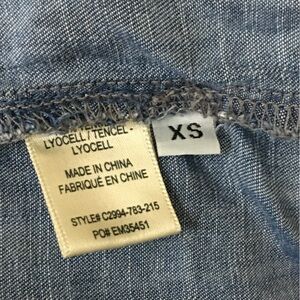 LYOCELL / TENCEL -
LYOCELL
MADE IN CHINA
FABRIQUÉ EN CHINE
STYLE# C2994-783-215
PO# EM35451
XS